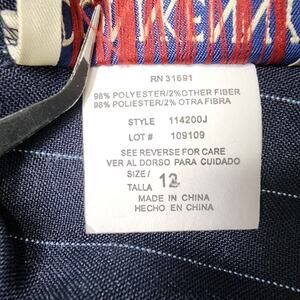 RN 31691
98% POLYESTER/2% OTHER FIBER
98% POLIESTER/2% OTRA FIBRA
STYLE 114200J
LOT # 109109
SEE REVERSE FOR CARE
VER AL DORSO PARA CUIDADO
SIZE/
TALLA 12
MADE IN CHINA
HECHO EN CHINA